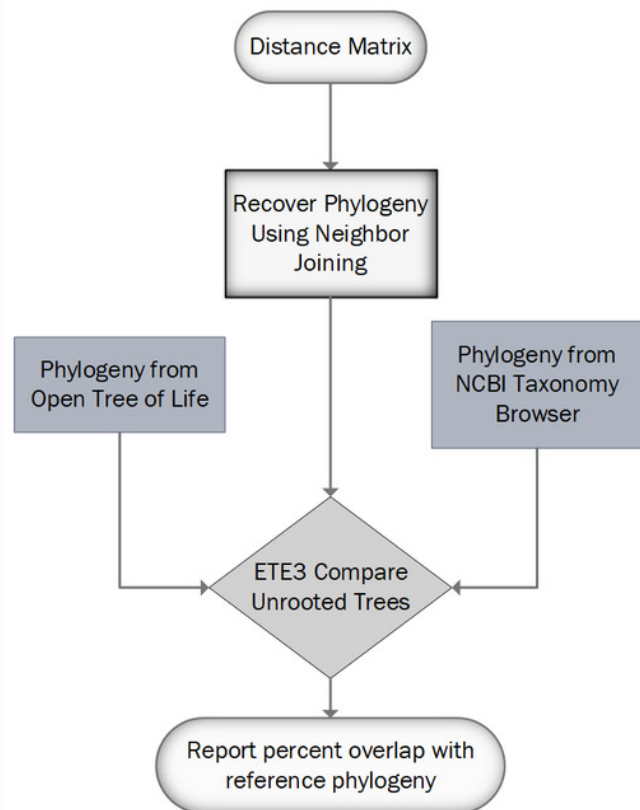 Distance Matrix
Recover Phylogeny
Using Neighbor
Joining
Phylogeny from
Open Tree of Life
Phylogeny from
NCBI Taxonomy
Browser
ETE3 Compare
Unrooted Trees
Report percent overlap with
reference phylogeny